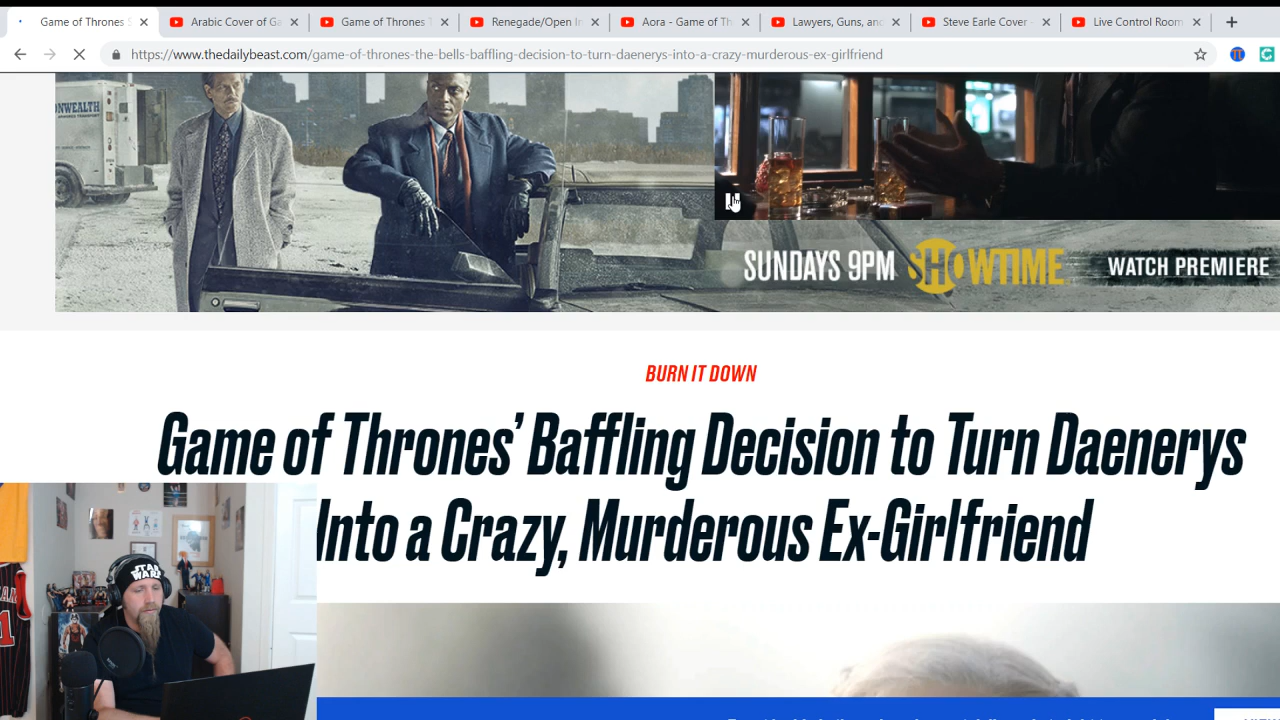 Game of Thrones S
Arabic Cover of Ga
Game of Thrones T
Renegade/Open In
Aora - Game of Th
Lawyers, Guns, an
Steve Earle Cover -
Live Control Room
https://www.thedailybeast.com/game-of-thrones-the-bells-baffling-decision-to-turn-daenerys-into-a-crazy-murderous-ex-girlfriend
ONWEALTH
SUNDAYS 9PM SHOWTIME WATCH PREMIERE
BURN IT DOWN
Game of Thrones’ Baffling Decision to Turn Daenerys
Into a Crazy, Murderous Ex-Girlfriend
STAR
WARS